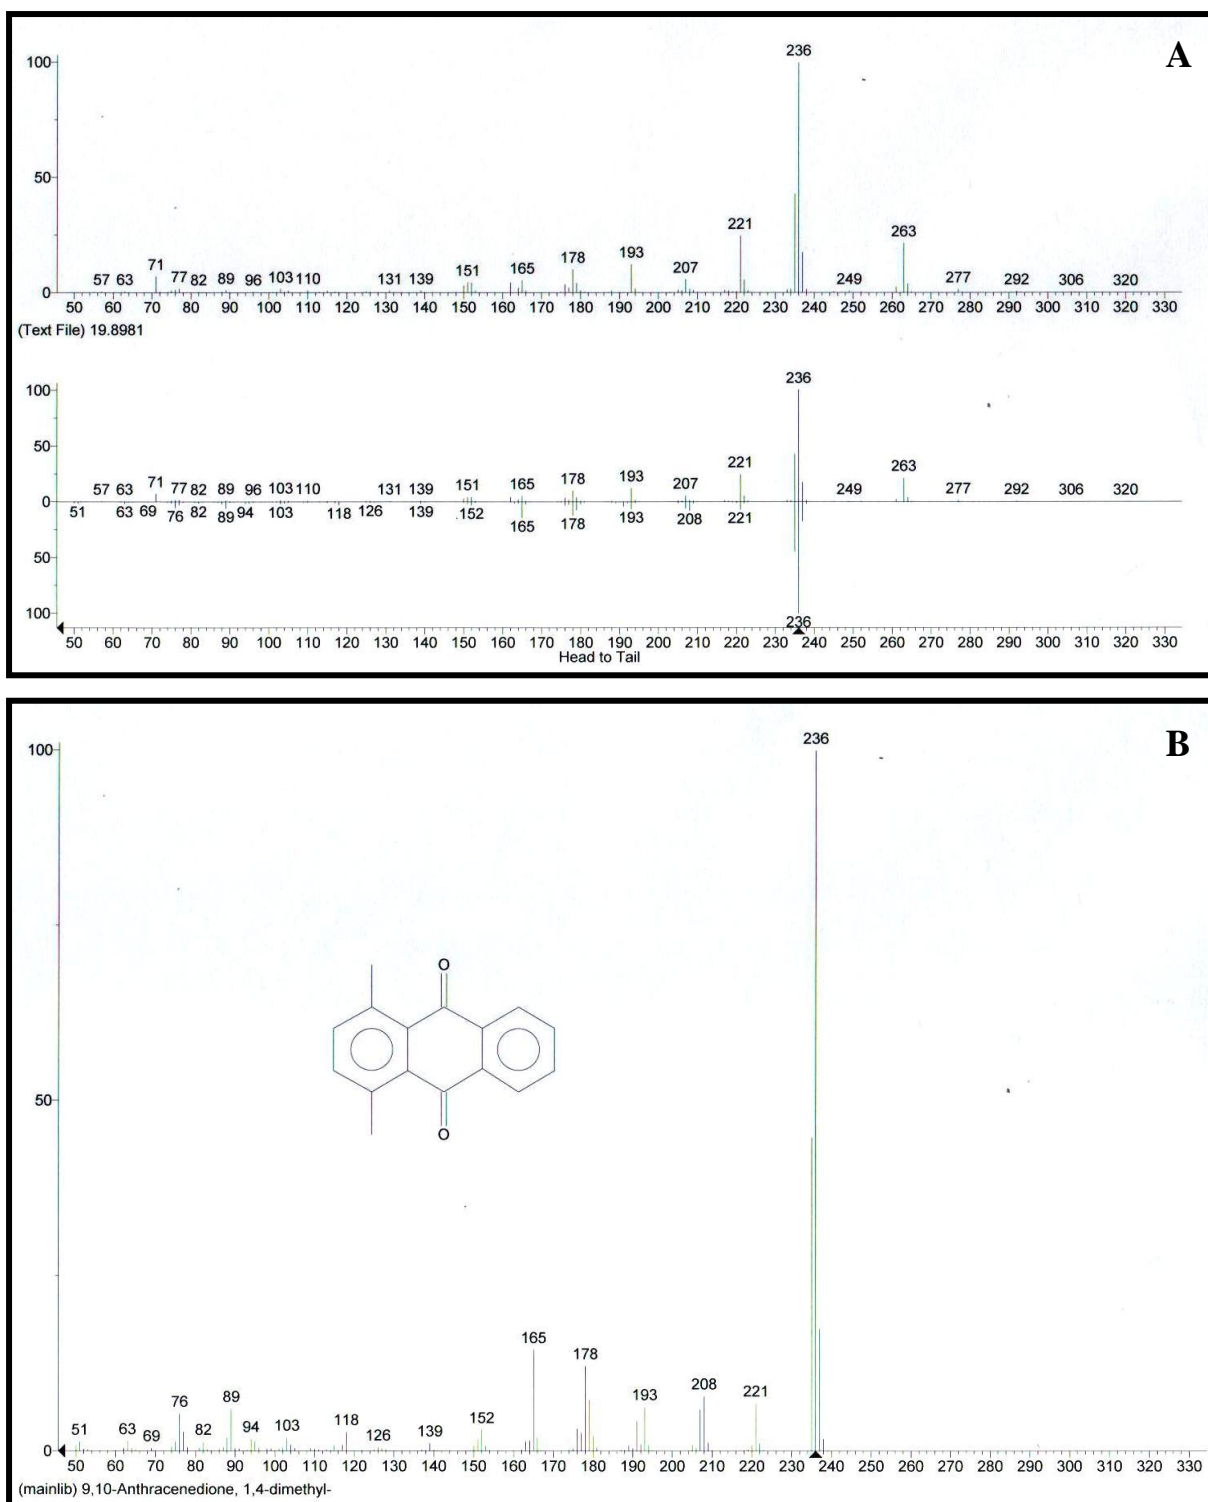 A
236
100
50
221
263
193
178
71
151
165
207
57 63 77 82 89 96 103 110 131 139 249 277 292 306 320
0
50 60 70 80 90 100 110 120 130 140 150 160 170 180 190 200 210 220 230 240 250 260 270 280 290 300 310 320 330
(Text File) 19.8981
236
100
50
221
263
193
178
71
151
165
207
57 63 77 82 89 96 103 110 131 139 249 277 292 306 320
0
51 63 69 76 82 89 94 103 118 126 139 152 165 178 193 208 221
50
100
236
50 60 70 80 90 100 110 120 130 140 150 160 170 180 190 200 210 220 230 240 250 260 270 280 290 300 310 320 330
Head to Tail
B
236
100
O
50
O
165
178
76 89 193 208 221
51 63 69 82 94 103 118 126 139 152
0
50 60 70 80 90 100 110 120 130 140 150 160 170 180 190 200 210 220 230 240 250 260 270 280 290 300 310 320 330
(mainlib) 9,10-Anthracenedione, 1,4-dimethyl-